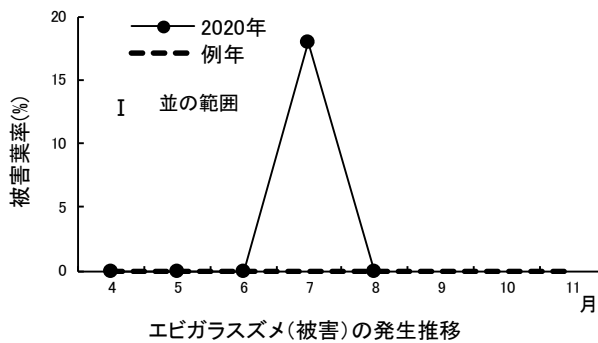 2020年
例年
並の範囲
被害葉率(%)
20
15
10
5
0
4 5 6 7 8 9 10 11
月
エビガラスズメ(被害)の発生推移